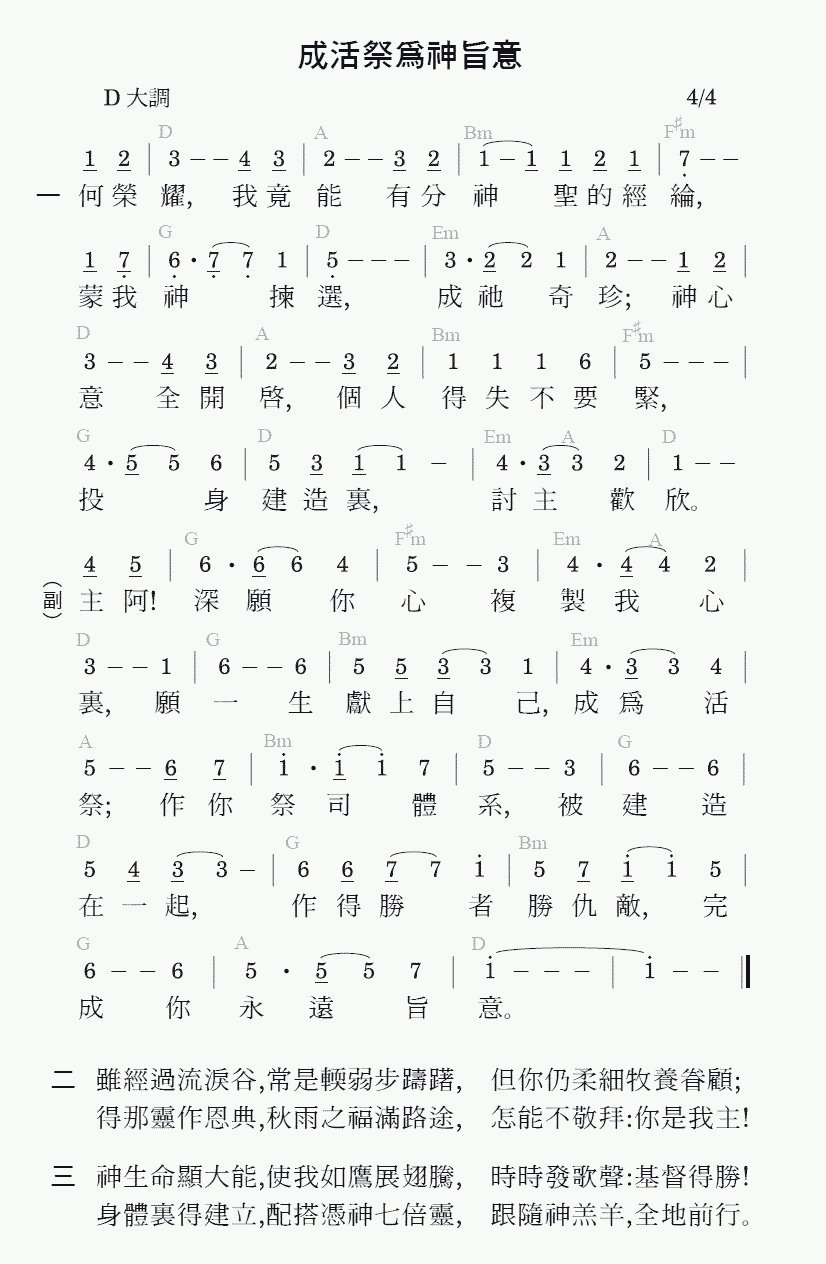 成活祭爲神旨意
D 大調 4/4
D A Bm F♯m
1 2 | 3 - - 4 3 | 2 - - 3 2 | 1 - 1 1 2 1 | 7 - -
一 何榮 耀, 我竟 能 有分 神 聖的經 綸,
G D Em A
1 7 | 6 • 7 7 1 | 5 - - - | 3 • 2 2 1 | 2 - - 1 2 |
蒙我 神 揀 選, 成祂 奇 珍; 神心
D A Bm F♯m
3 - - 4 3 | 2 - - 3 2 | 1 1 1 6 | 5 - - - |
意 全開 啓, 個人 得失不要 緊,
G D Em A D
4 • 5 5 6 | 5 3 1 1 - | 4 • 3 3 2 | 1 - -
投 身 建造裏, 討主 歡 欣。
G F♯m Em A
4 5 | 6 • 6 6 4 | 5 - - 3 | 4 • 4 4 2 |
(副) 主阿! 深願 你 心 複 製我 心
D G Bm Em
3 - - 1 | 6 - - 6 | 5 5 3 3 1 | 4 • 3 3 4 |
裏, 願 一 生 獻上自 己, 成爲 活
A Bm D G
5 - - 6 7 | 1 • 1 1 7 | 5 - - 3 | 6 - - 6 |
祭; 作你 祭司 體 系, 被 建 造
D G Bm
5 4 3 3 - | 6 6 7 7 1 | 5 7 1 1 5 |
在一起, 作得勝 者 勝仇敵, 完
G A D
6 - - 6 | 5 • 5 5 7 | 1 - - - | 1 - - ‖
成 你 永遠 旨 意。
二 雖經過流淚谷,常是輭弱步躊躇, 但你仍柔細牧養眷顧;
得那靈作恩典,秋雨之福滿路途, 怎能不敬拜:你是我主!
三 神生命顯大能,使我如鷹展翅騰, 時時發歌聲:基督得勝!
身體裏得建立,配搭憑神七倍靈, 跟隨神羔羊,全地前行。